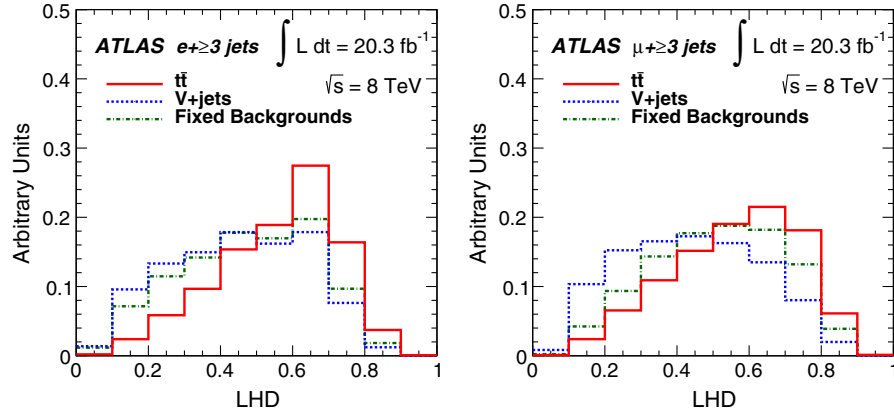 Arbitrary Units
0.5
0.4
0.3
0.2
0.1
0
ATLAS e+≥3 jets ∫ L dt = 20.3 fb⁻¹
√s = 8 TeV
tt̄
V+jets
Fixed Backgrounds
0 0.2 0.4 0.6 0.8 1
LHD
Arbitrary Units
0.5
0.4
0.3
0.2
0.1
0
ATLAS μ+≥3 jets ∫ L dt = 20.3 fb⁻¹
√s = 8 TeV
tt̄
V+jets
Fixed Backgrounds
0 0.2 0.4 0.6 0.8 1
LHD